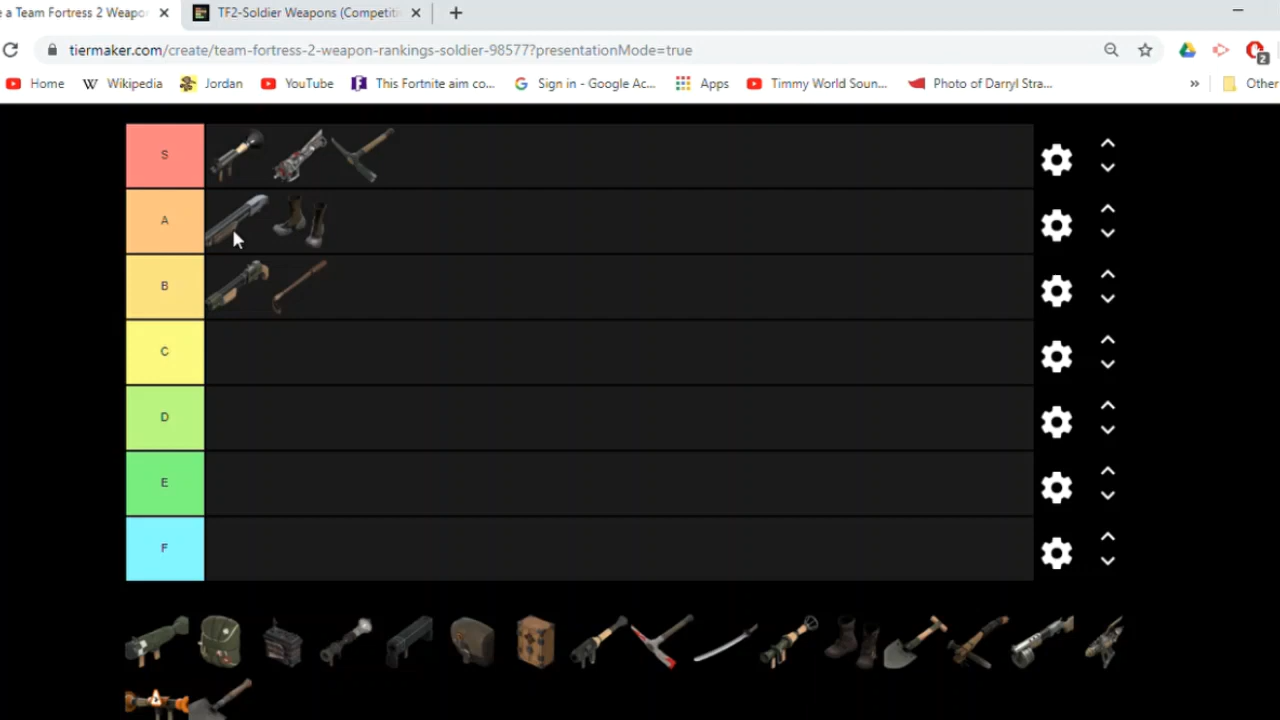 e a Team Fortress 2 Weapo
TF2-Soldier Weapons (Competiti
tiermaker.com/create/team-fortress-2-weapon-rankings-soldier-98577?presentationMode=true
2
Home Wikipedia Jordan YouTube This Fortnite aim co... Sign in - Google Ac... Apps Timmy World Soun... Photo of Darryl Stra... » Other
S
A
B
C
D
E
F